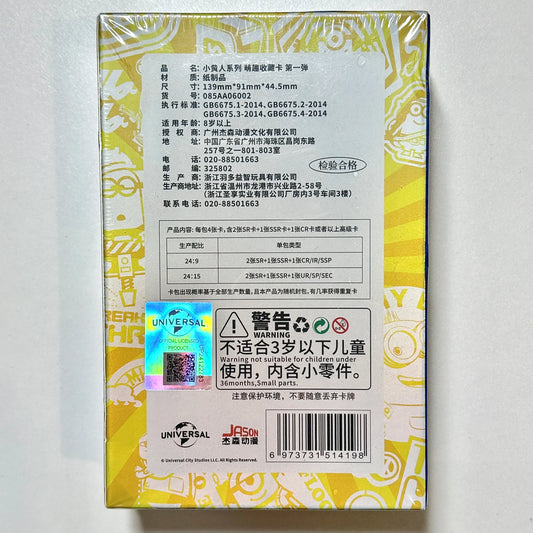 品 名：小黄人系列 萌趣收藏卡 第一弹
材 质：纸制品
尺 寸：139mm*91mm*44.5mm
货 号：085AA06002
执行标准：GB6675.1-2014、GB6675.2-2014
GB6675.3-2014、GB6675.4-2014
适用年龄：8岁以上
授 权 商：广州杰森动漫文化有限公司
地 址：中国广东省广州市海珠区昌岗东路
257号之一801-803室
电 话：020-88501663
邮 编：325802
检验合格
生 产 商：浙江羽多益智玩具有限公司
生产商地址：浙江省温州市龙港市兴业路2-58号
（浙江圣享实业有限公司厂房内3号车间3楼）
联系电话：020-88501663
产品内容：每包4张卡，含2张SR卡+1张SSR卡+1张CR卡或者以上高级卡
生产配比 单包类型
24:9 2张SR+1张SSR+1张CR/IR/SSP
24:15 2张SR+1张SSR+1张UR/SP/SEC
卡包出现概率基于全部生产数量，且本产品为随机封包，有几率获得重复卡
UNIVERSAL
OFFICIAL LICENSED
PRODUCT
警告
WARNING
不适合3岁以下儿童
Warning not suitable for children under
使用，内含小零件。
36months,Small parts.
注意保护环境，不要随意丢弃卡牌
UNIVERSAL
JASON
杰森动漫
© Universal City Studios LLC. All Rights Reserved.
6 973731 514198